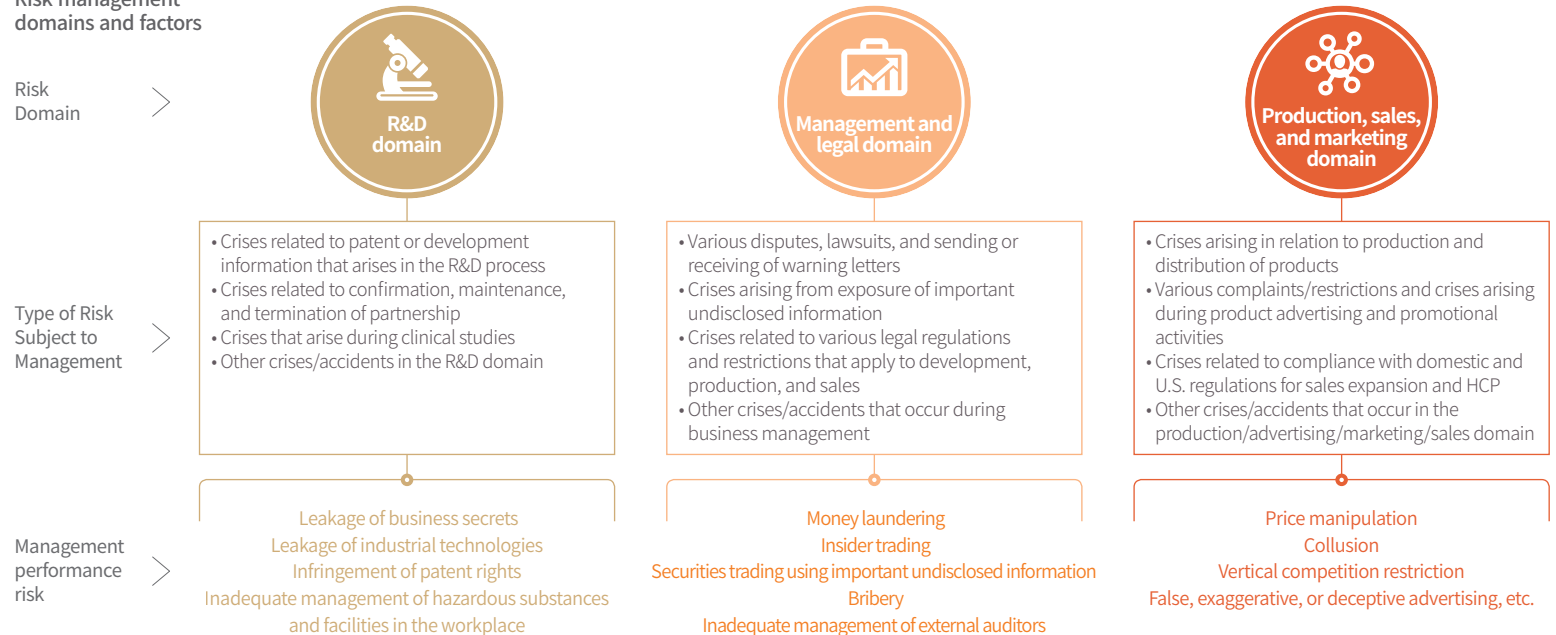 Risk management
domains and factors
Risk
Domain
R&D
domain
Management and
legal domain
Production, sales,
and marketing
domain
Type of Risk
Subject to
Management
• Crises related to patent or development
information that arises in the R&D process
• Crises related to confirmation, maintenance,
and termination of partnership
• Crises that arise during clinical studies
• Other crises/accidents in the R&D domain
• Various disputes, lawsuits, and sending or
receiving of warning letters
• Crises arising from exposure of important
undisclosed information
• Crises related to various legal regulations
and restrictions that apply to development,
production, and sales
• Other crises/accidents that occur during
business management
• Crises arising in relation to production and
distribution of products
• Various complaints/restrictions and crises arising
during product advertising and promotional
activities
• Crises related to compliance with domestic and
U.S. regulations for sales expansion and HCP
• Other crises/accidents that occur in the
production/advertising/marketing/sales domain
Management
performance
risk
Leakage of business secrets
Leakage of industrial technologies
Infringement of patent rights
Inadequate management of hazardous substances
and facilities in the workplace
Money laundering
Insider trading
Securities trading using important undisclosed information
Bribery
Inadequate management of external auditors
Price manipulation
Collusion
Vertical competition restriction
False, exaggerative, or deceptive advertising, etc.